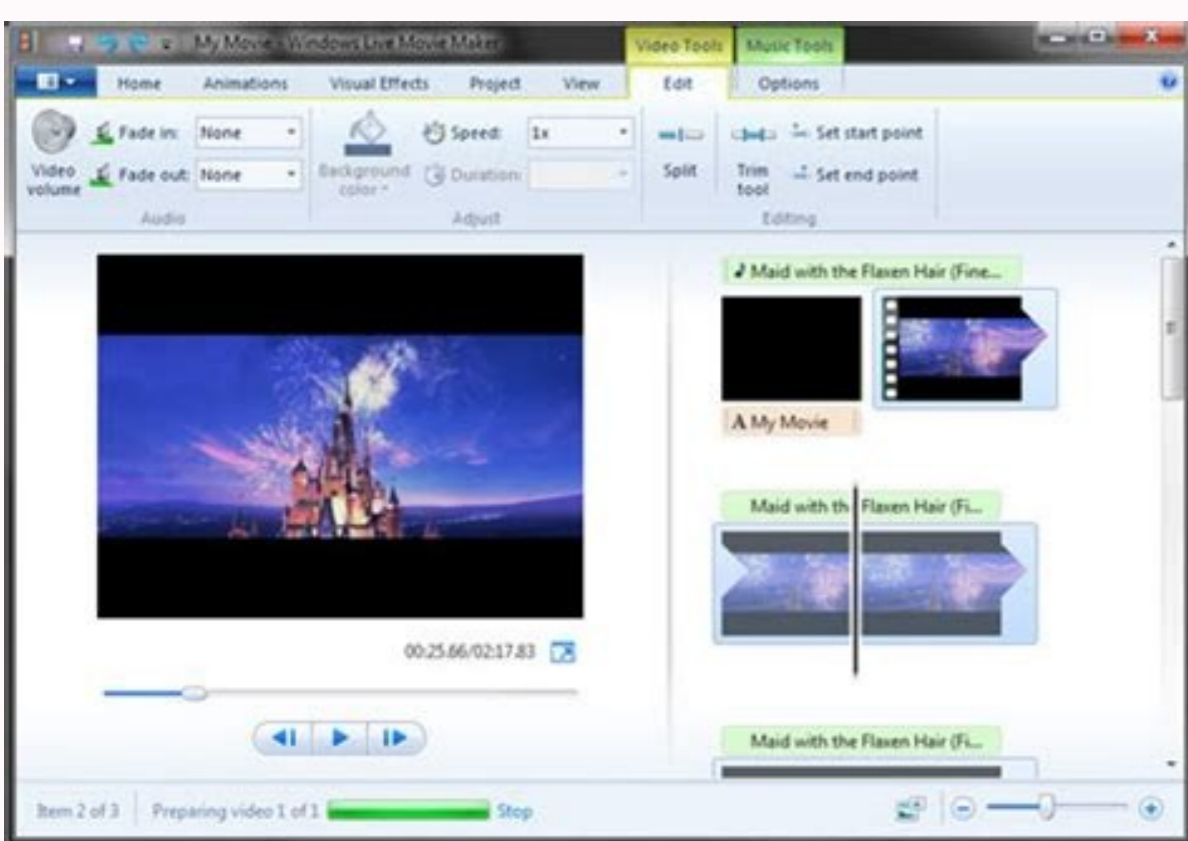 My Movie - Windows Live Movie Maker
Video Tools
Music Tools
Home
Animations
Visual Effects
Project
View
Edit
Options
Video volume
Fade in: None
Fade out: None
Audio
Background color
Speed: 1x
Duration:
Adjust
Split
Trim tool
Set start point
Set end point
Editing
Maid with the Flaxen Hair (Fine...
A My Movie
Maid with th Flaxen Hair (Fi...
00:25.66/02:17.83
Maid with the Flaxen Hair (Fi...
Item 2 of 3
Preparing video 1 of 1
Stop